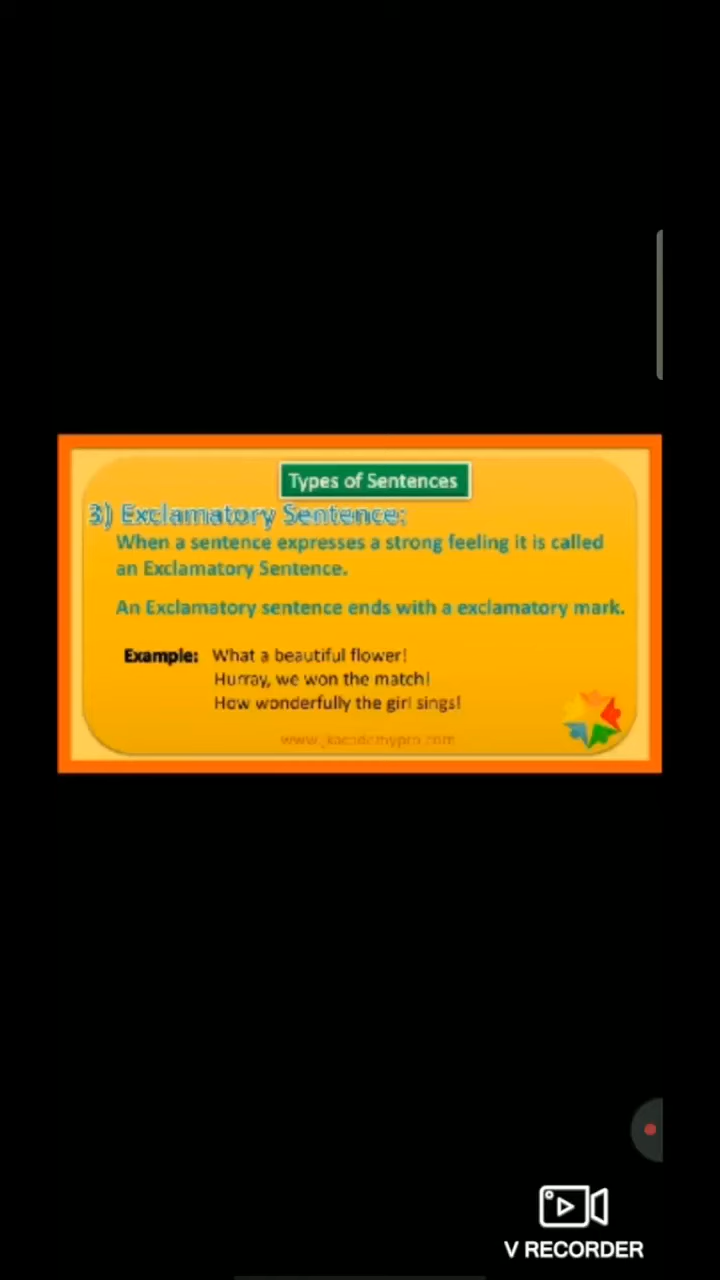 Types of Sentences
3) Exclamatory Sentence:
When a sentence expresses a strong feeling it is called
an Exclamatory Sentence.
An Exclamatory sentence ends with a exclamatory mark.
Example: What a beautiful flower!
Hurray, we won the match!
How wonderfully the girl sings!
V RECORDER